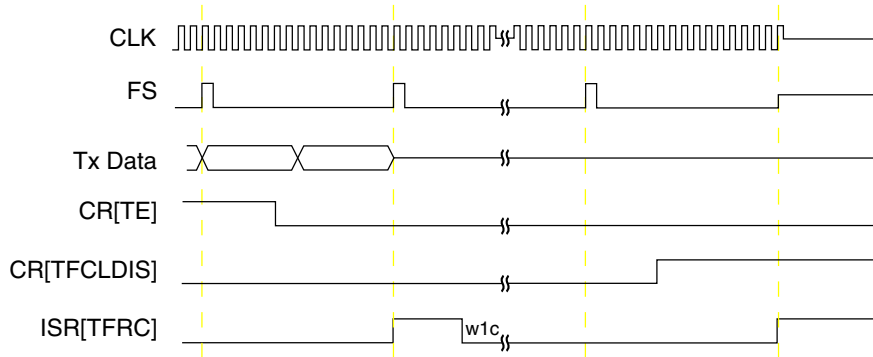 CLK
FS
Tx Data
CR[TE]
CR[TFCLDIS]
ISR[TFRC]
w1c